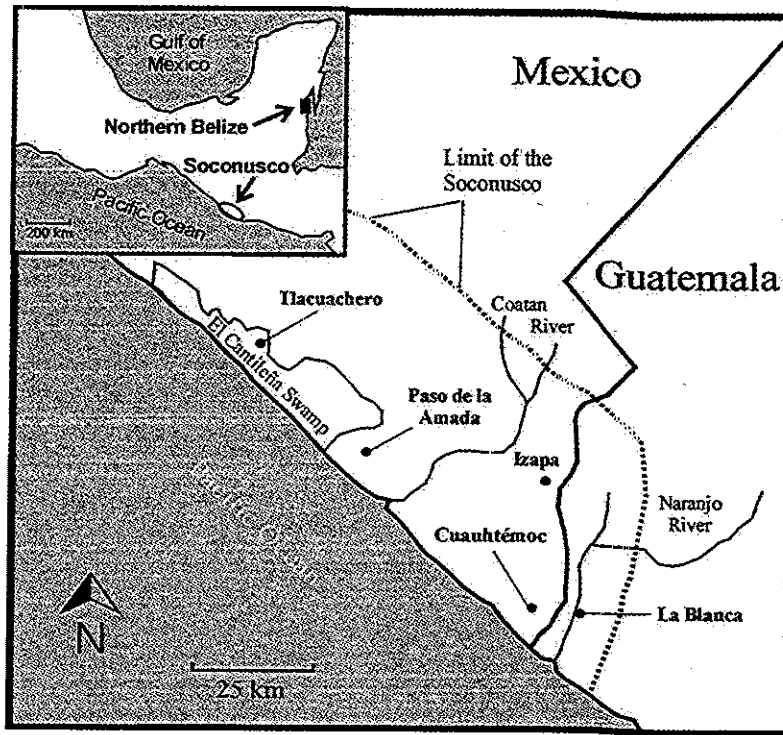 Gulf of
Mexico
Northern Belize
Soconusco
Pacific Ocean
200 km
Mexico
Limit of the
Soconusco
Guatemala
Tlacuachero
El Cantileña Swamp
Coatan
River
Paso de la
Amada
Izapa
Naranjo
River
Cuauhtémoc
La Blanca
Pacific Ocean
N
25 km